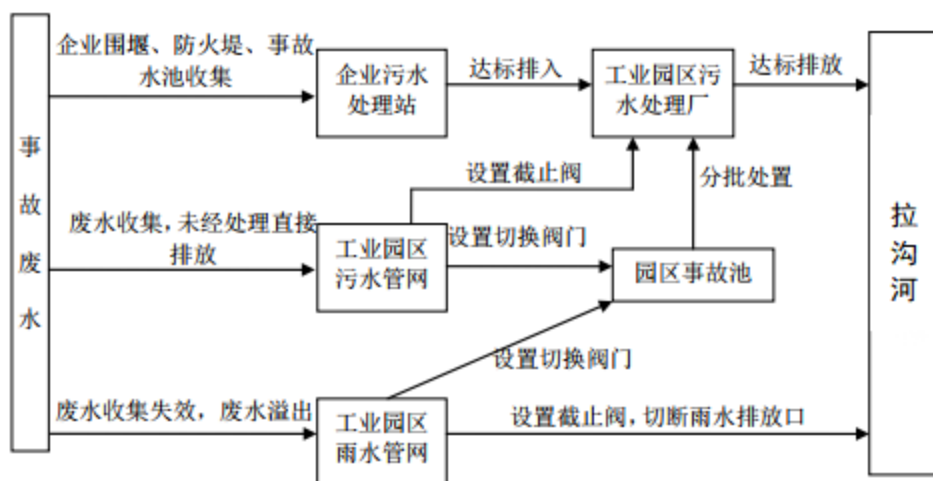 事故废水
企业围堰、防火堤、事故
水池收集
企业污水
处理站
达标排入
工业园区污
水处理厂
达标排放
设置截止阀
分批处置
废水收集,未经处理直接
排放
工业园区
污水管网
设置切换阀门
园区事故池
拉沟河
设置切换阀门
废水收集失效，废水溢出
工业园区
雨水管网
设置截止阀,切断雨水排放口